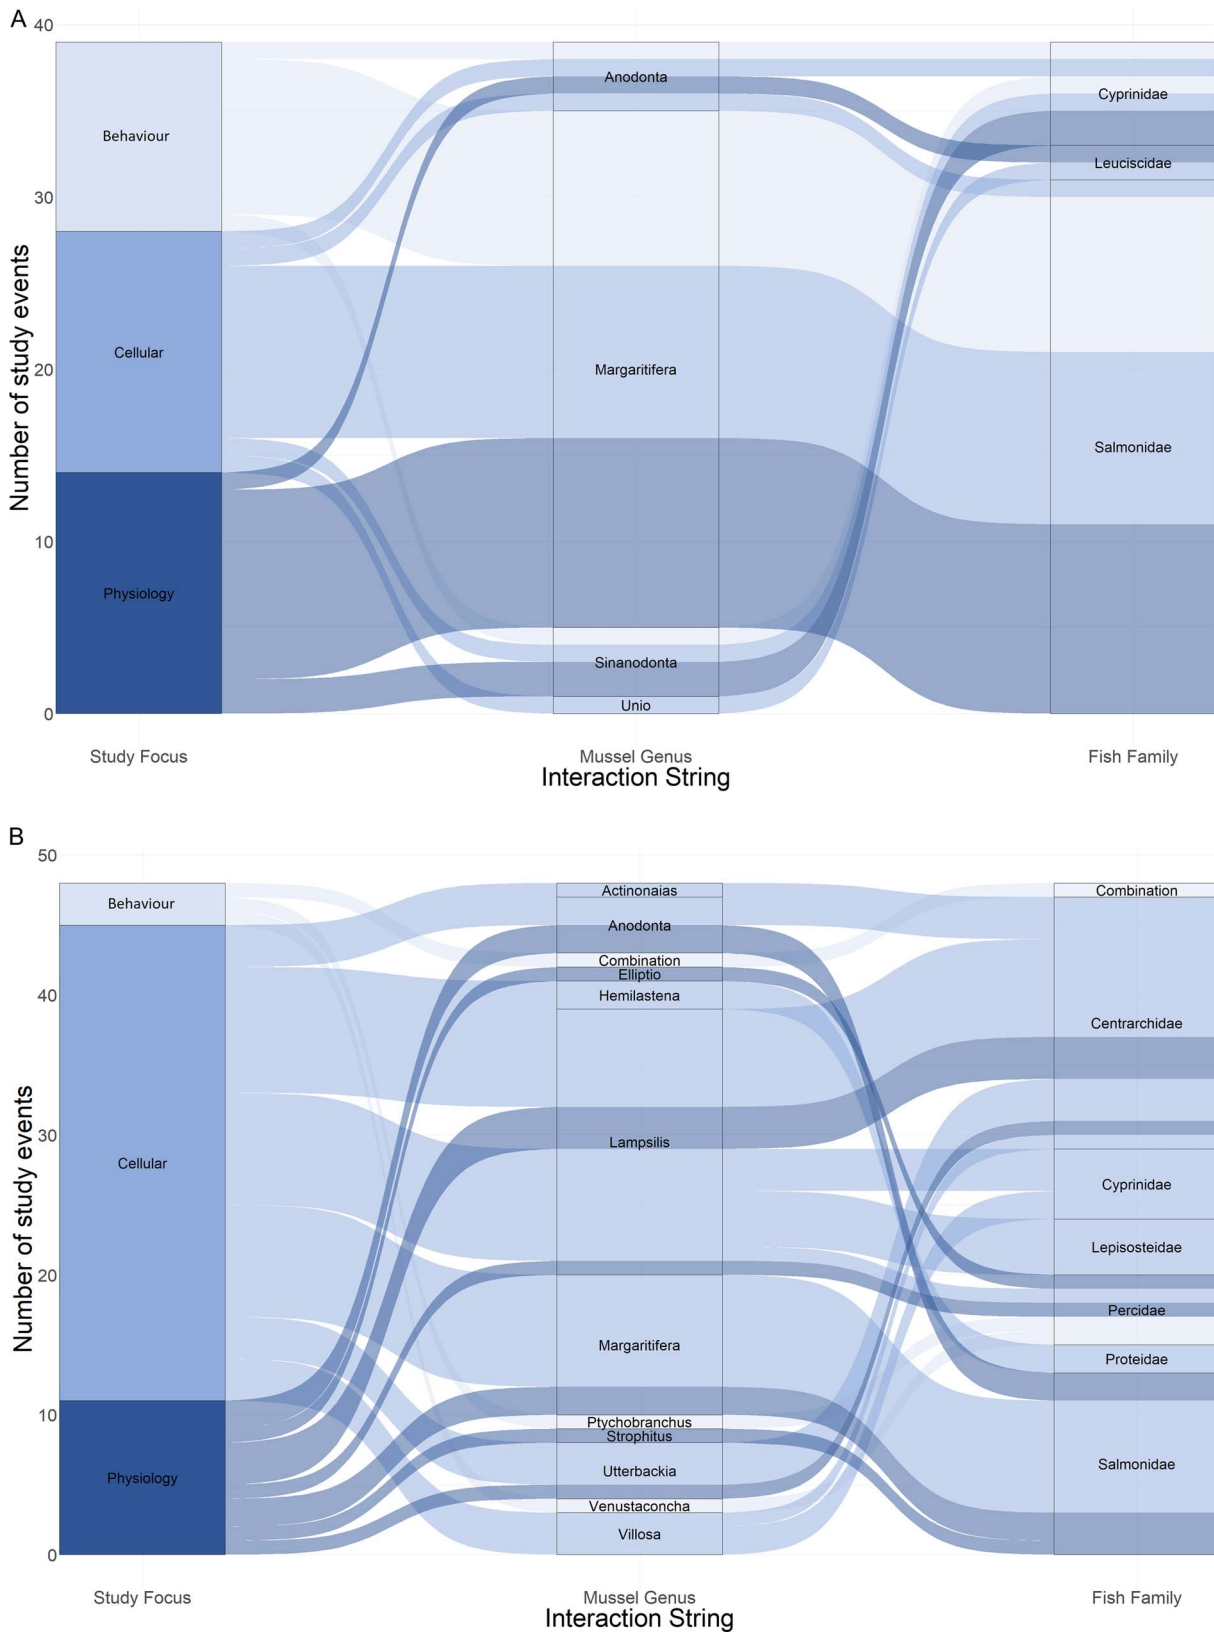 A
40
30
20
10
0
Number of study events
Behaviour
Cellular
Physiology
Anodonta
Margaritifera
Sinanodonta
Unio
Cyprinidae
Leuciscidae
Salmonidae
Study Focus
Mussel Genus
Fish Family
Interaction String
B
50
40
30
20
10
0
Number of study events
Behaviour
Cellular
Physiology
Actinonaias
Anodonta
Combination
Elliptio
Hemilastena
Lampsilis
Margaritifera
Ptychobranchus
Strophitus
Utterbackia
Venustaconcha
Villosa
Combination
Centrarchidae
Cyprinidae
Lepisosteidae
Percidae
Proteidae
Salmonidae
Study Focus
Mussel Genus
Fish Family
Interaction String